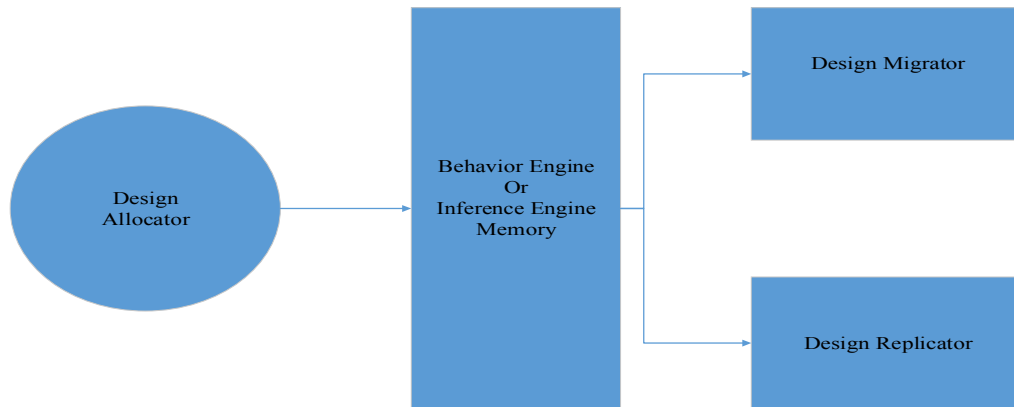 Design
Allocator
Behavior Engine
Or
Inference Engine
Memory
Design Migrator
Design Replicator